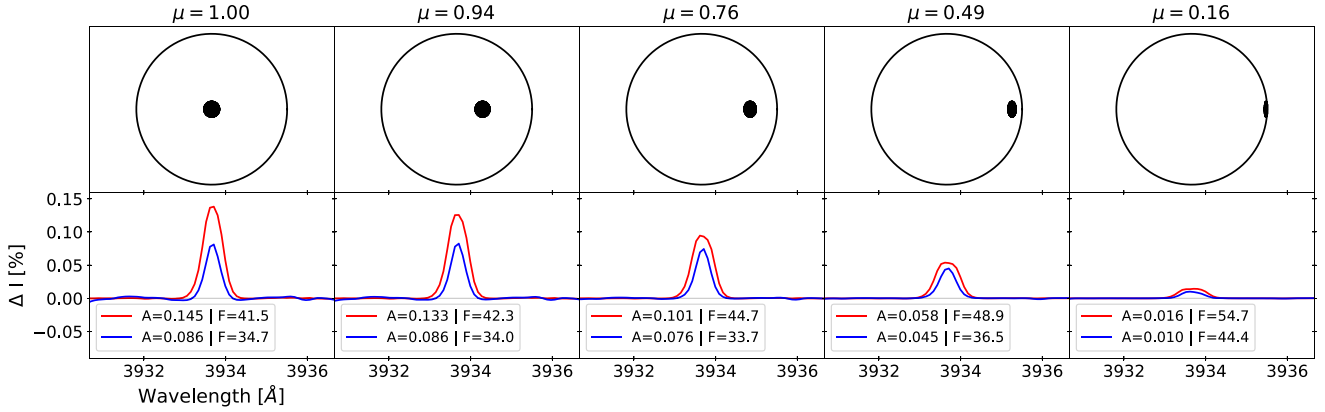 μ = 1.00 μ = 0.94 μ = 0.76 μ = 0.49 μ = 0.16
0.15
0.10
0.05
0.00
−0.05
Δ I [%]
A=0.145 | F=41.5
A=0.086 | F=34.7
A=0.133 | F=42.3
A=0.086 | F=34.0
A=0.101 | F=44.7
A=0.076 | F=33.7
A=0.058 | F=48.9
A=0.045 | F=36.5
A=0.016 | F=54.7
A=0.010 | F=44.4
3932 3934 3936 3932 3934 3936 3932 3934 3936 3932 3934 3936 3932 3934 3936
Wavelength [Å]